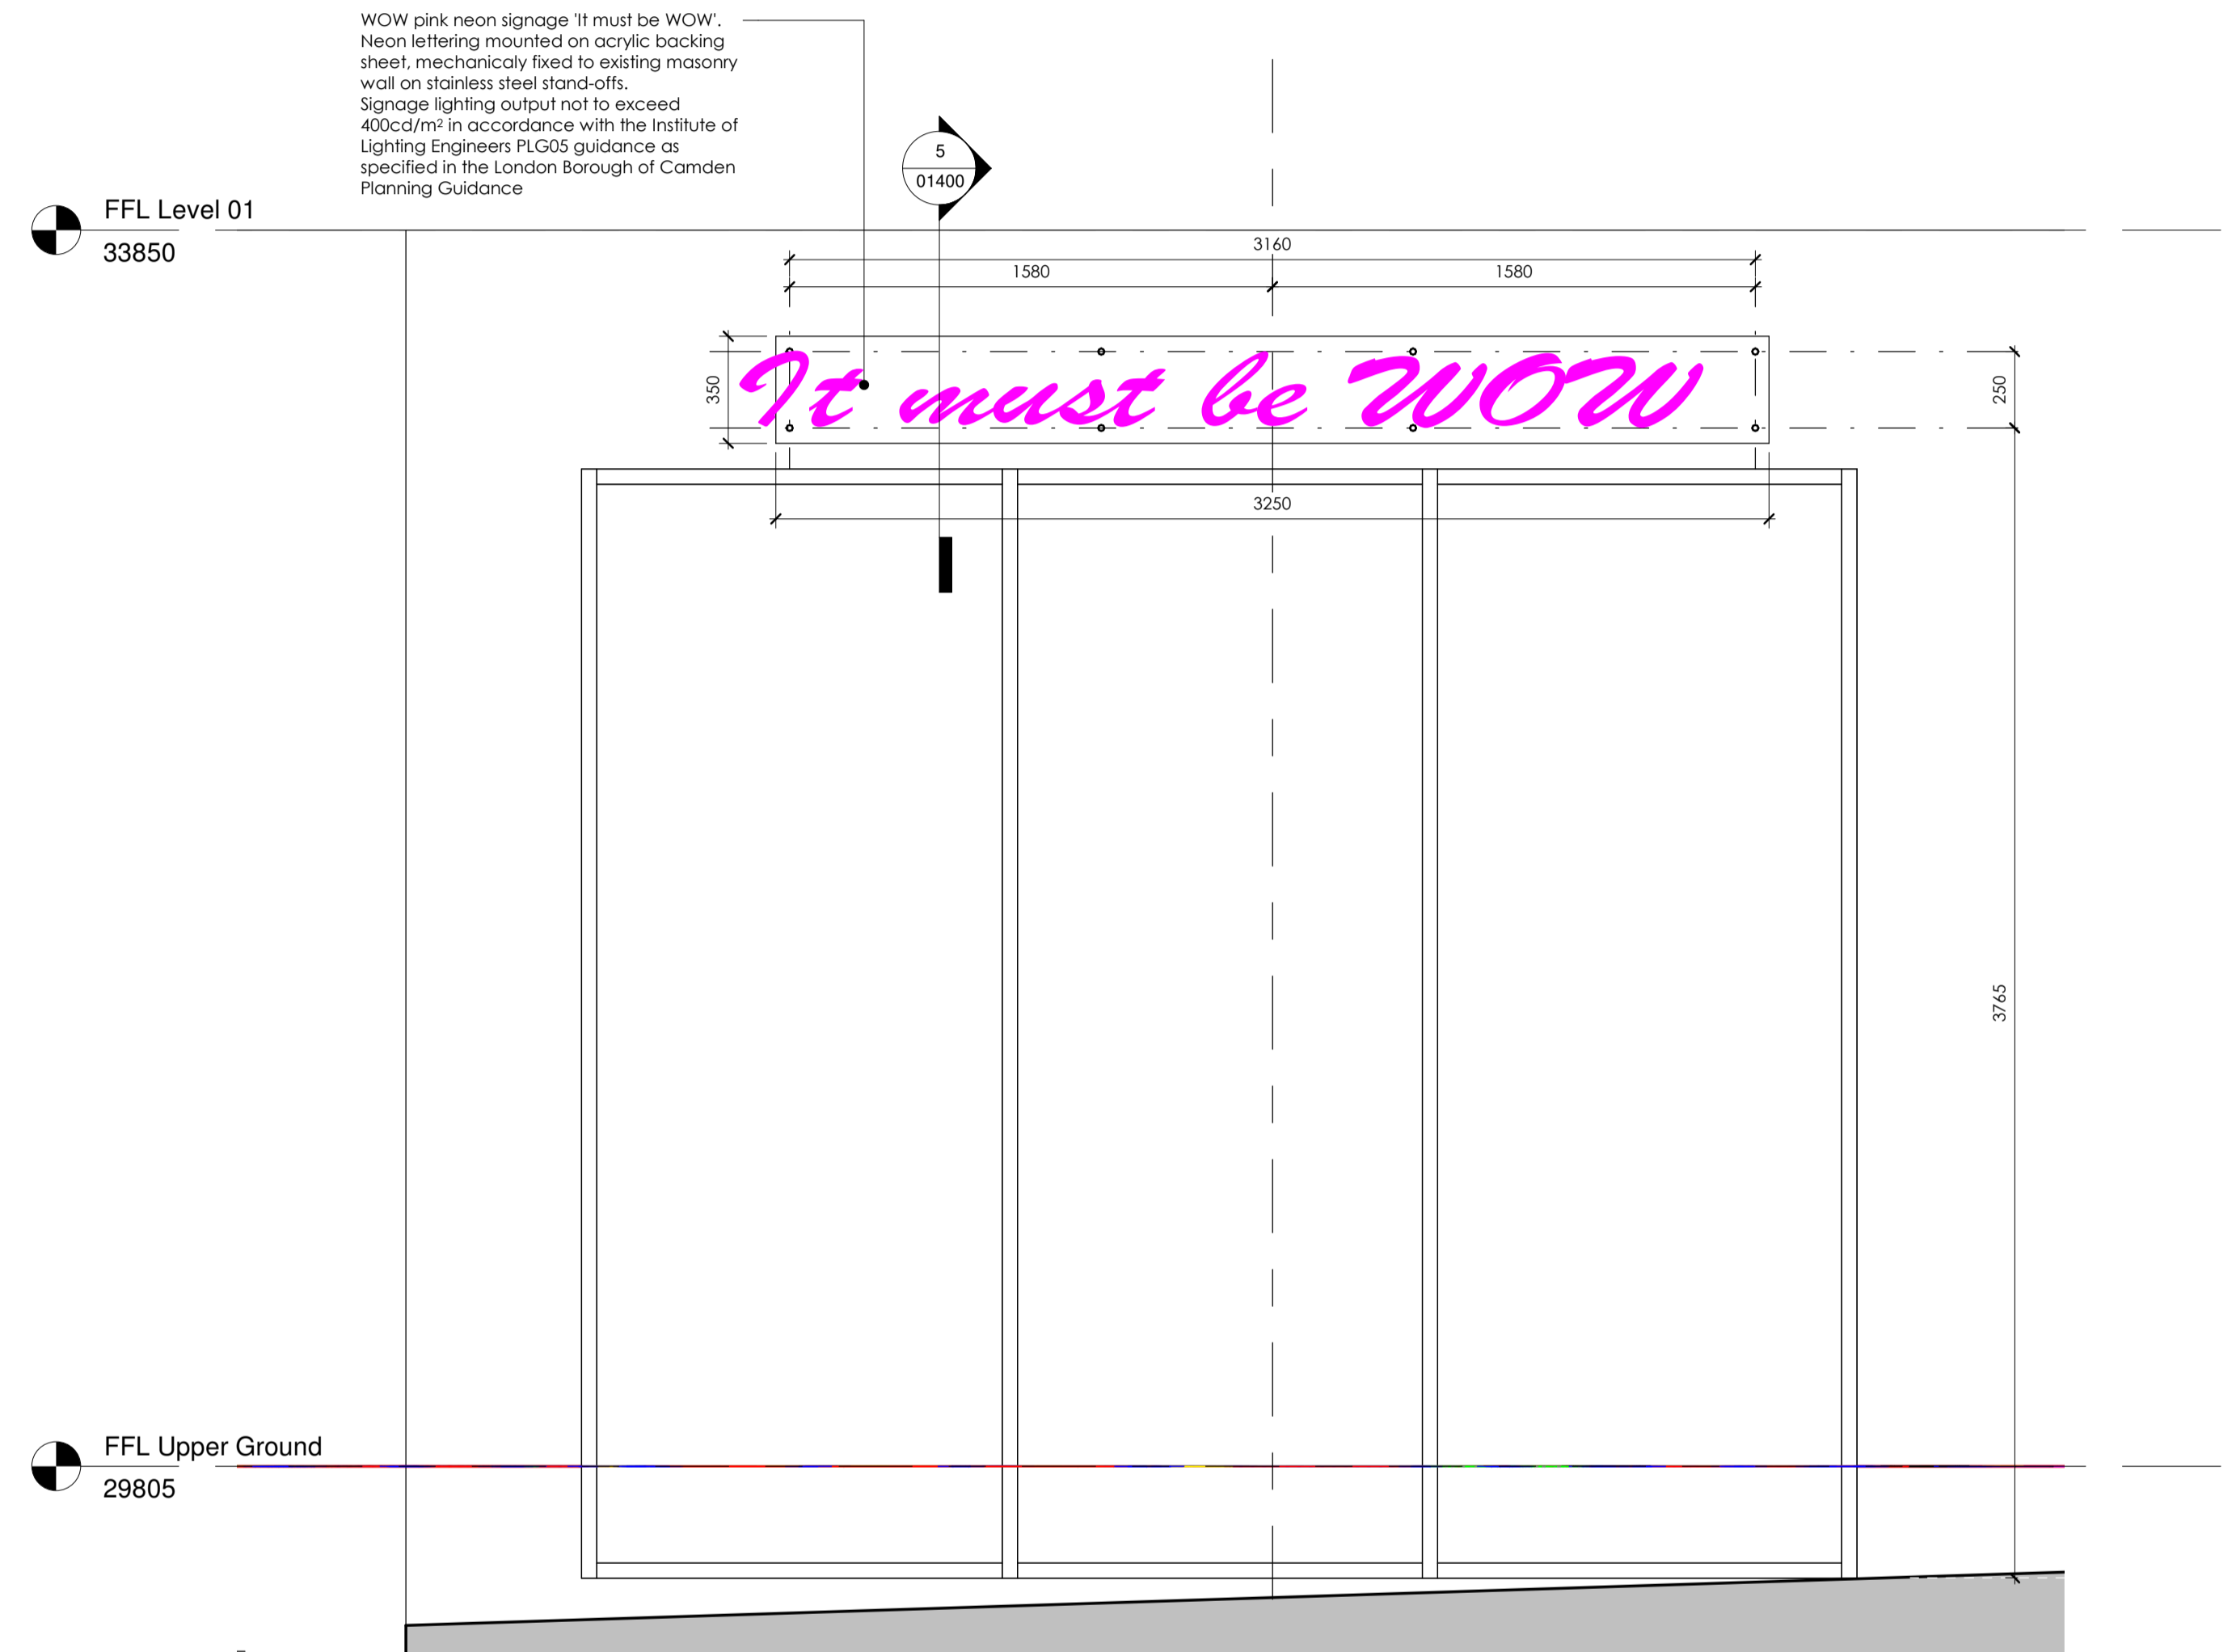 WOW pink neon signage 'It must be WOW'.
Neon lettering mounted on acrylic backing
sheet, mechanicaly fixed to existing masonry
wall on stainless steel stand-offs.
Signage lighting output not to exceed
400cd/m² in accordance with the Institute of
Lighting Engineers PLG05 guidance as
specified in the London Borough of Camden
Planning Guidance
5
01400
FFL Level 01
33850
3160
1580
1580
350
It must be WOW
250
3250
3765
FFL Upper Ground
29805